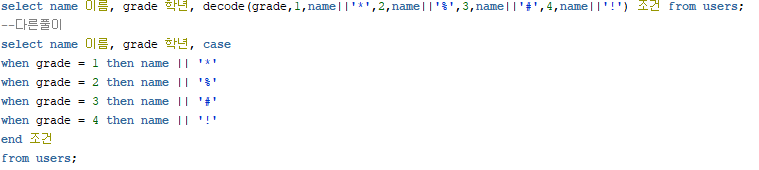 select name 이름, grade 학년, decode(grade,1,name||'*',2,name||'%',3,name||'#',4,name||'!') 조건 from users;
--다른풀이
select name 이름, grade 학년, case
when grade = 1 then name || '*'
when grade = 2 then name || '%'
when grade = 3 then name || '#'
when grade = 4 then name || '!'
end 조건
from users;